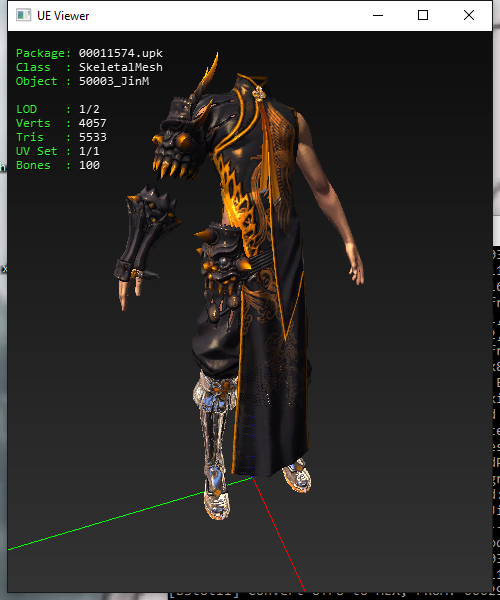 UE Viewer
Package: 00011574.upk
Class : SkeletalMesh
Object : 50003_JinM
LOD : 1/2
Verts : 4057
Tris : 5533
UV Set : 1/1
Bones : 100